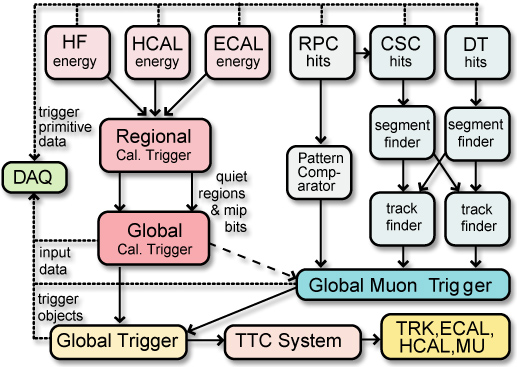 HF
energy
HCAL
energy
ECAL
energy
RPC
hits
CSC
hits
DT
hits
trigger
primitive
data
Regional
Cal. Trigger
segment
finder
segment
finder
DAQ
quiet
regions
& mip
bits
Pattern
Comp-
arator
Global
Cal. Trigger
track
finder
track
finder
input
data
Global Muon Trigger
trigger
objects
Global Trigger
TTC System
TRK,ECAL,
HCAL,MU